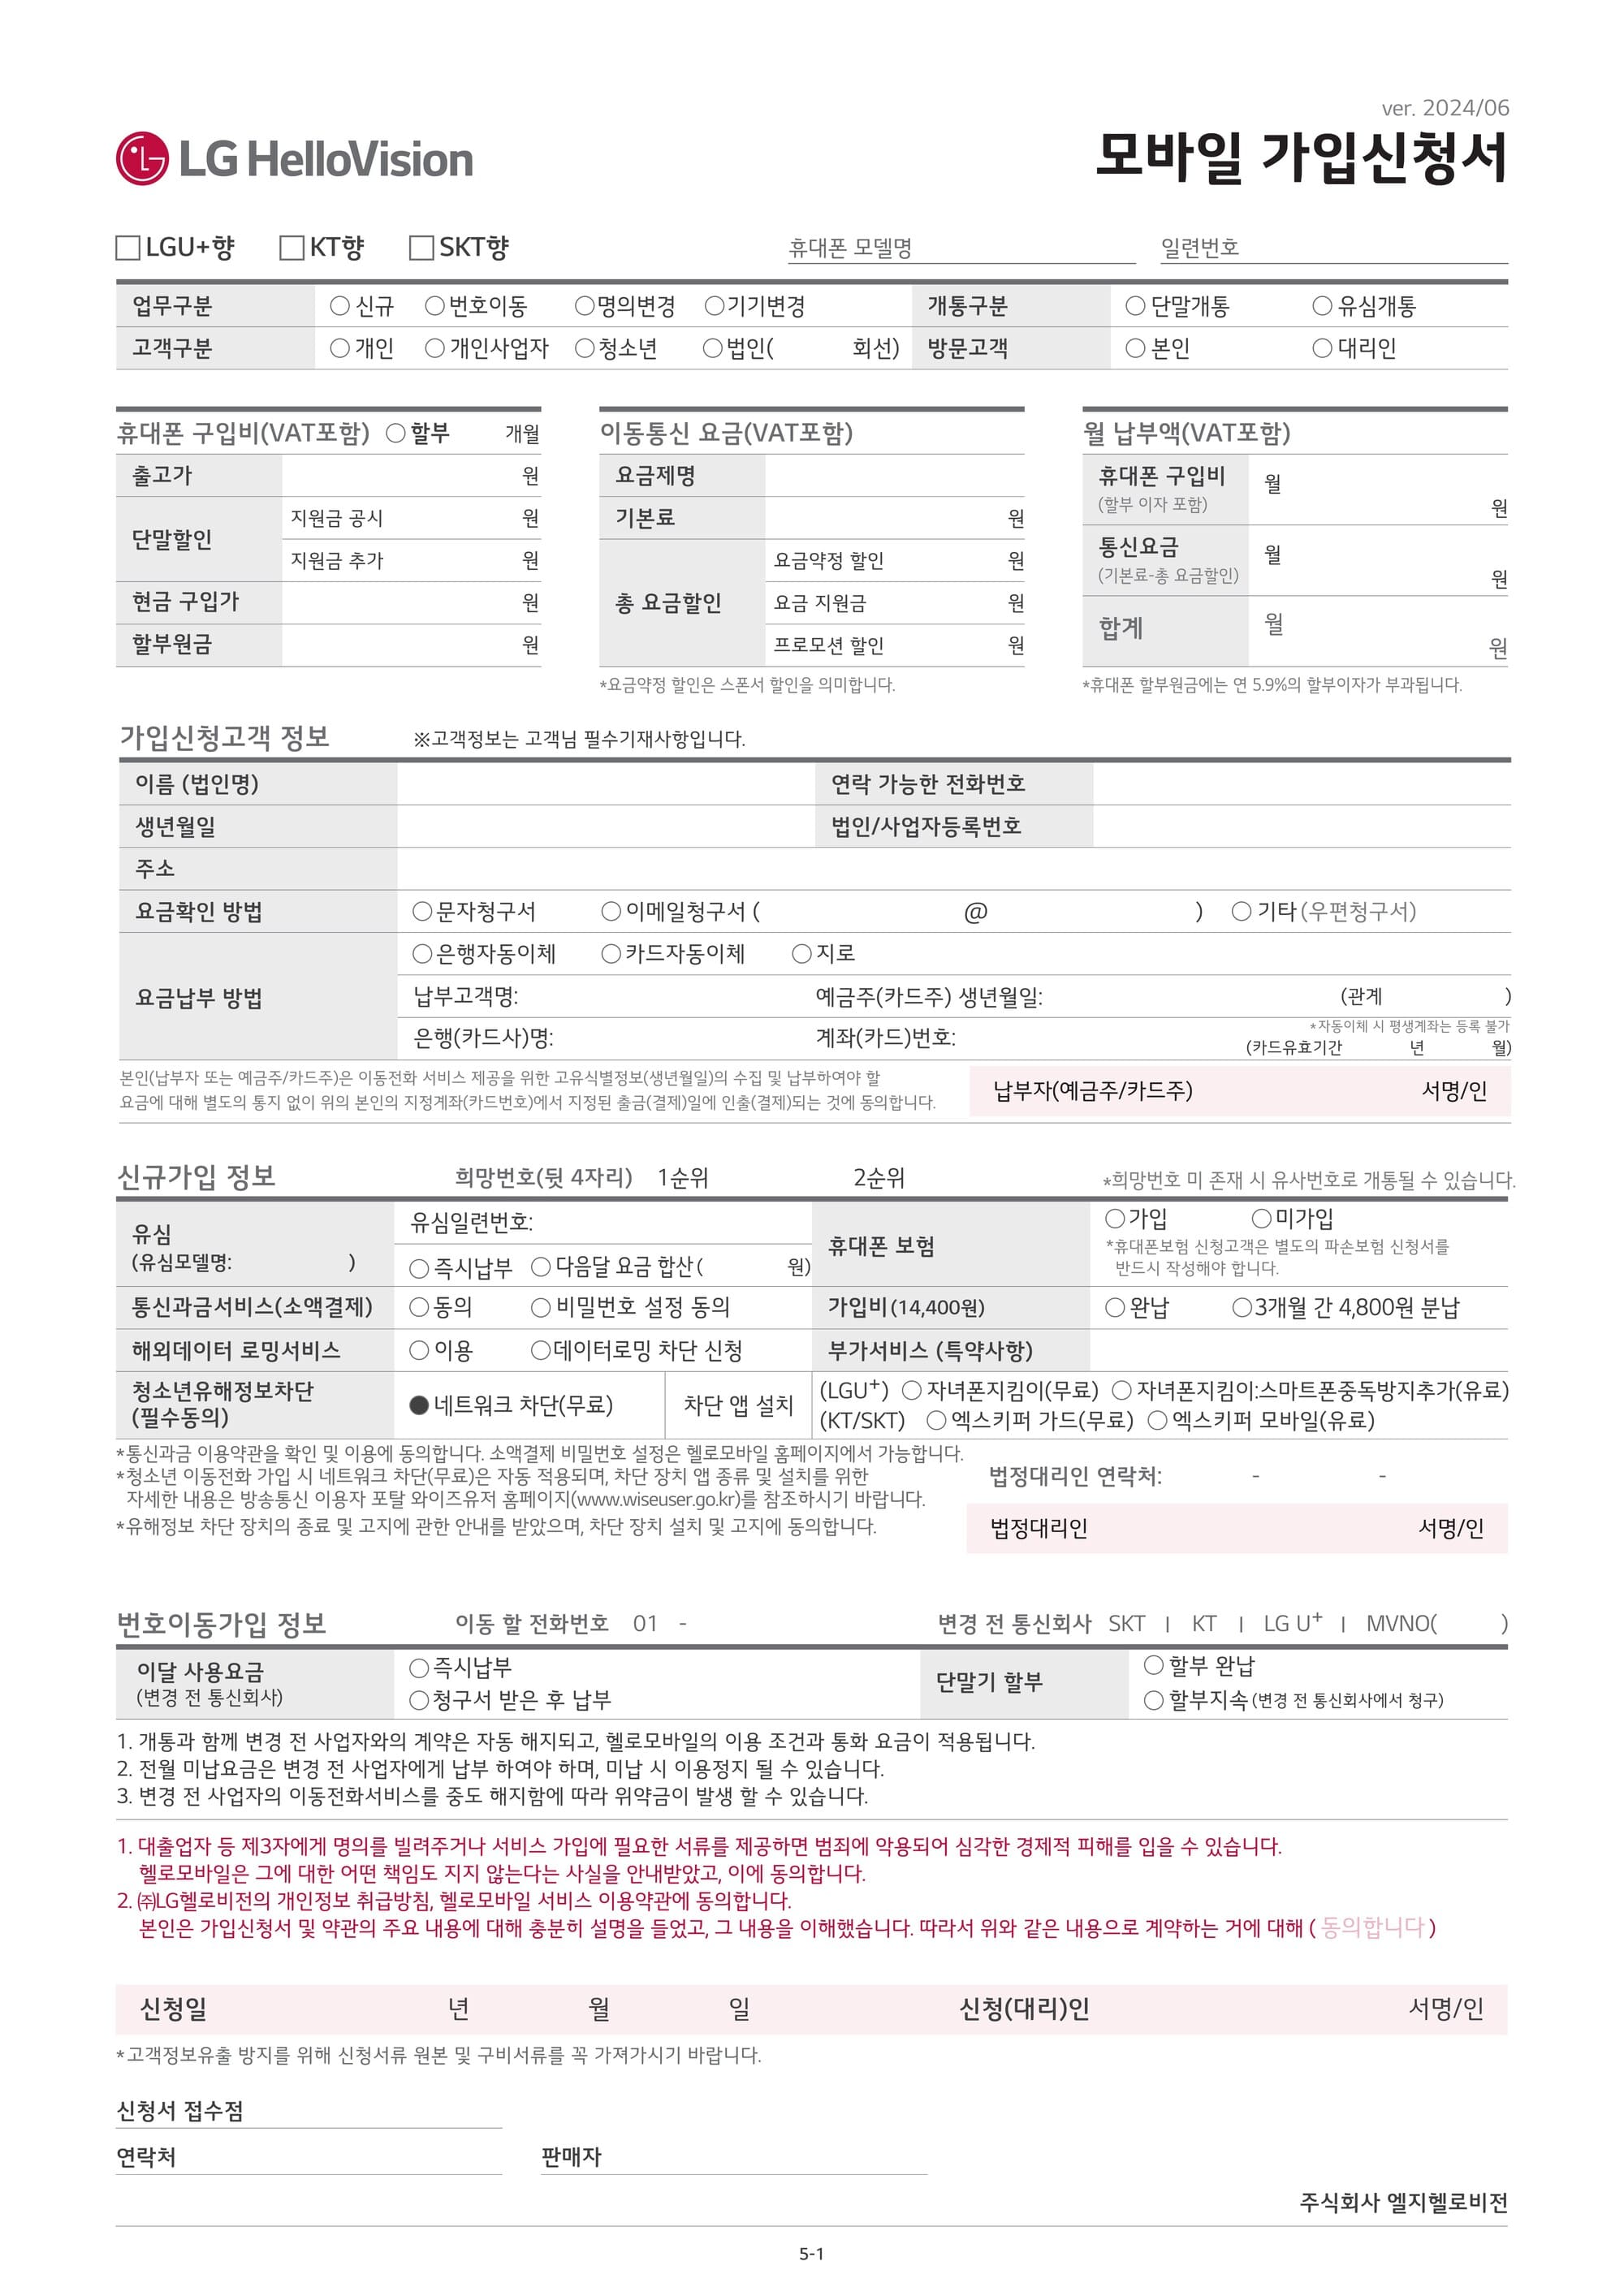 ver. 2024/06
LG HelloVision
모바일 가입신청서
LGU+향 KT향 SKT향 휴대폰 모델명 일련번호
업무구분 ○ 신규 ○ 번호이동 ○명의변경 ○기기변경 개통구분 ○ 단말개통 ○ 유심개통
고객구분 ○ 개인 ○ 개인사업자 ○청소년 ○법인( 회선) 방문고객 ○ 본인 ○ 대리인
휴대폰 구입비(VAT포함) ○ 할부 개월
출고가 원
단말할인
지원금 공시 원
지원금 추가 원
현금 구입가 원
할부원금 원
이동통신 요금(VAT포함)
요금제명
기본료 원
총 요금할인
요금약정 할인 원
요금 지원금 원
프로모션 할인 원
*요금약정 할인은 스폰서 할인을 의미합니다.
월 납부액(VAT포함)
휴대폰 구입비 월
(할부 이자 포함) 원
통신요금 월
(기본료-총 요금할인) 원
합계 월
원
*휴대폰 할부원금에는 연 5.9%의 할부이자가 부과됩니다.
가입신청고객 정보 ※고객정보는 고객님 필수기재사항입니다.
이름 (법인명) 연락 가능한 전화번호
생년월일 법인/사업자등록번호
주소
요금확인 방법 ○문자청구서 ○이메일청구서 ( @ ) ○ 기타(우편청구서)
요금납부 방법
○은행자동이체 ○카드자동이체 ○지로
납부고객명: 예금주(카드주) 생년월일: (관계 )
은행(카드사)명: 계좌(카드)번호:
*자동이체 시 평생계좌는 등록 불가
(카드유효기간 년 월)
본인(납부자 또는 예금주/카드주)은 이동전화 서비스 제공을 위한 고유식별정보(생년월일)의 수집 및 납부하여야 할
요금에 대해 별도의 통지 없이 위의 본인의 지정계좌(카드번호)에서 지정된 출금(결제)일에 인출(결제)되는 것에 동의합니다.
납부자(예금주/카드주) 서명/인
신규가입 정보 희망번호(뒷 4자리) 1순위 2순위 *희망번호 미 존재 시 유사번호로 개통될 수 있습니다.
유심
(유심모델명: )
유심일련번호:
○ 즉시납부 ○ 다음달 요금 합산( 원)
휴대폰 보험
○가입 ○미가입
*휴대폰보험 신청고객은 별도의 파손보험 신청서를
반드시 작성해야 합니다.
통신과금서비스(소액결제) ○동의 ○ 비밀번호 설정 동의 가입비(14,400원) ○ 완납 ○3개월 간 4,800원 분납
해외데이터 로밍서비스 ○ 이용 ○데이터로밍 차단 신청 부가서비스 (특약사항)
청소년유해정보차단
(필수동의)
●네트워크 차단(무료) 차단 앱 설치
(LGU+) ○ 자녀폰지킴이(무료) ○ 자녀폰지킴이:스마트폰중독방지추가(유료)
(KT/SKT) ○ 엑스키퍼 가드(무료) ○ 엑스키퍼 모바일(유료)
*통신과금 이용약관을 확인 및 이용에 동의합니다. 소액결제 비밀번호 설정은 헬로모바일 홈페이지에서 가능합니다.
*청소년 이동전화 가입 시 네트워크 차단(무료)은 자동 적용되며, 차단 장치 앱 종류 및 설치를 위한
자세한 내용은 방송통신 이용자 포탈 와이즈유저 홈페이지(www.wiseuser.go.kr)를 참조하시기 바랍니다.
*유해정보 차단 장치의 종료 및 고지에 관한 안내를 받았으며, 차단 장치 설치 및 고지에 동의합니다.
법정대리인 연락처: - -
법정대리인 서명/인
번호이동가입 정보 이동 할 전화번호 01 - 변경 전 통신회사 SKT | KT | LG U+ | MVNO( )
이달 사용요금
(변경 전 통신회사)
○즉시납부
○청구서 받은 후 납부
단말기 할부
○ 할부 완납
○ 할부지속(변경 전 통신회사에서 청구)
1. 개통과 함께 변경 전 사업자와의 계약은 자동 해지되고, 헬로모바일의 이용 조건과 통화 요금이 적용됩니다.
2. 전월 미납요금은 변경 전 사업자에게 납부 하여야 하며, 미납 시 이용정지 될 수 있습니다.
3. 변경 전 사업자의 이동전화서비스를 중도 해지함에 따라 위약금이 발생 할 수 있습니다.
1. 대출업자 등 제3자에게 명의를 빌려주거나 서비스 가입에 필요한 서류를 제공하면 범죄에 악용되어 심각한 경제적 피해를 입을 수 있습니다.
헬로모바일은 그에 대한 어떤 책임도 지지 않는다는 사실을 안내받았고, 이에 동의합니다.
2. ㈜LG헬로비전의 개인정보 취급방침, 헬로모바일 서비스 이용약관에 동의합니다.
본인은 가입신청서 및 약관의 주요 내용에 대해 충분히 설명을 들었고, 그 내용을 이해했습니다. 따라서 위와 같은 내용으로 계약하는 거에 대해 ( 동의합니다 )
신청일 년 월 일 신청(대리)인 서명/인
*고객정보유출 방지를 위해 신청서류 원본 및 구비서류를 꼭 가져가시기 바랍니다.
신청서 접수점
연락처 판매자
주식회사 엘지헬로비전
5-1